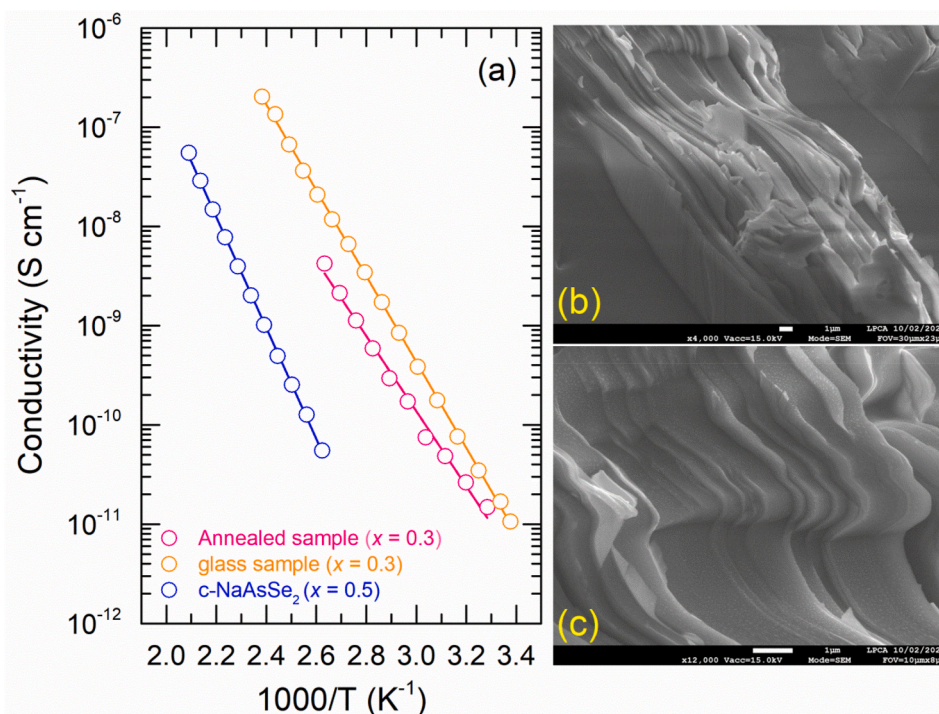 (a)
Conductivity (S cm⁻¹)
10⁻⁶
10⁻⁷
10⁻⁸
10⁻⁹
10⁻¹⁰
10⁻¹¹
10⁻¹²
Annealed sample (x = 0.3)
glass sample (x = 0.3)
c-NaAsSe₂ (x = 0.5)
2.0 2.2 2.4 2.6 2.8 3.0 3.2 3.4
1000/T (K⁻¹)
(b)
1μm LPCA 10/02/202
x4,000 Vacc=15.0kV Mode=SEM FOV=30μmx23μ
(c)
1μm LPCA 10/02/202
x12,000 Vacc=15.0kV Mode=SEM FOV=10μmx8μ